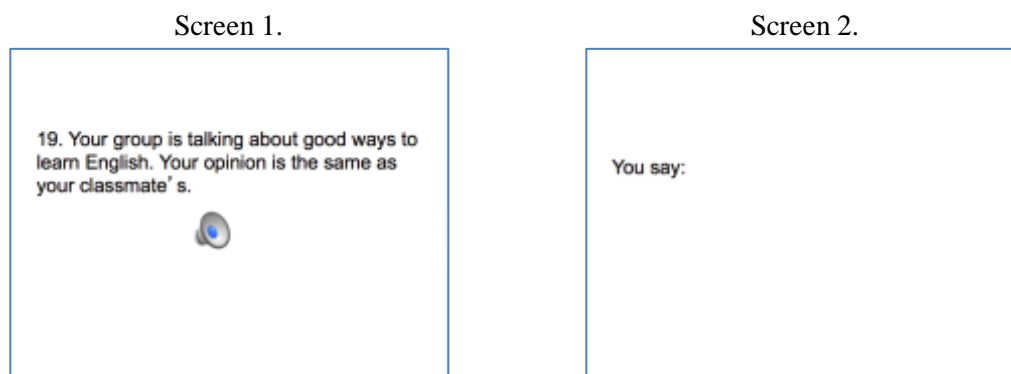 Screen 1.
Screen 2.
19. Your group is talking about good ways to
learn English. Your opinion is the same as
your classmate’ s.
You say: